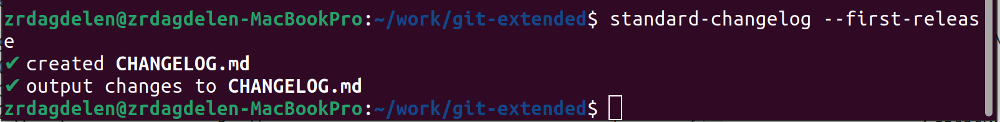 zrdagdelen@zrdagdelen-MacBookPro:~/work/git-extended$ standard-changelog --first-releas
e
✔ created CHANGELOG.md
✔ output changes to CHANGELOG.md
zrdagdelen@zrdagdelen-MacBookPro:~/work/git-extended$